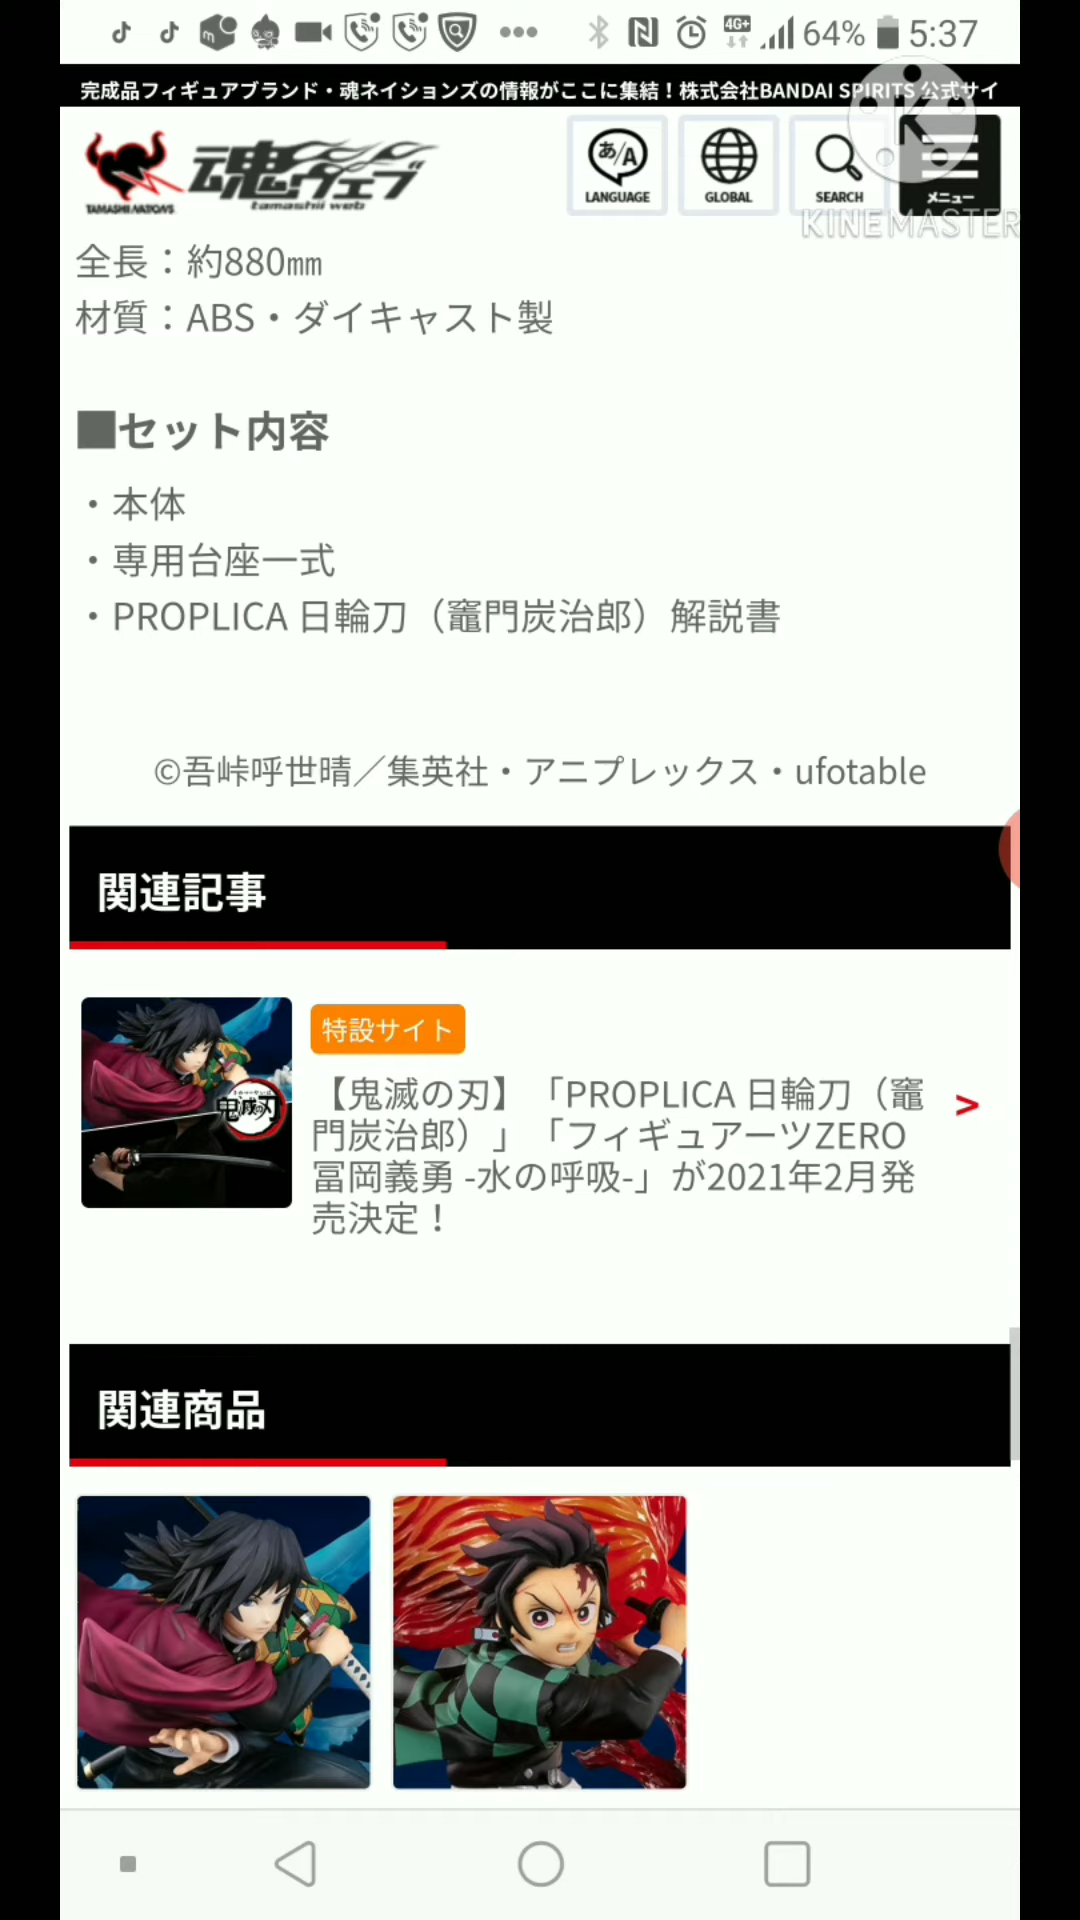 64% 5:37
完成品フィギュアブランド・魂ネイションズの情報がここに集結！株式会社BANDAI SPIRITS 公式サイ
TAMASHII NATIONS
魂ウェブ
tamashii web
あ/A
LANGUAGE
GLOBAL
SEARCH
メニュー
KINEMASTER
全長：約880㎜
材質：ABS・ダイキャスト製
■セット内容
・本体
・専用台座一式
・PROPLICA 日輪刀（竈門炭治郎）解説書
©吾峠呼世晴／集英社・アニプレックス・ufotable
関連記事
特設サイト
【鬼滅の刃】「PROPLICA 日輪刀（竈
門炭治郎）」「フィギュアーツZERO
冨岡義勇 -水の呼吸-」が2021年2月発
売決定！
鬼滅の刃
>
関連商品